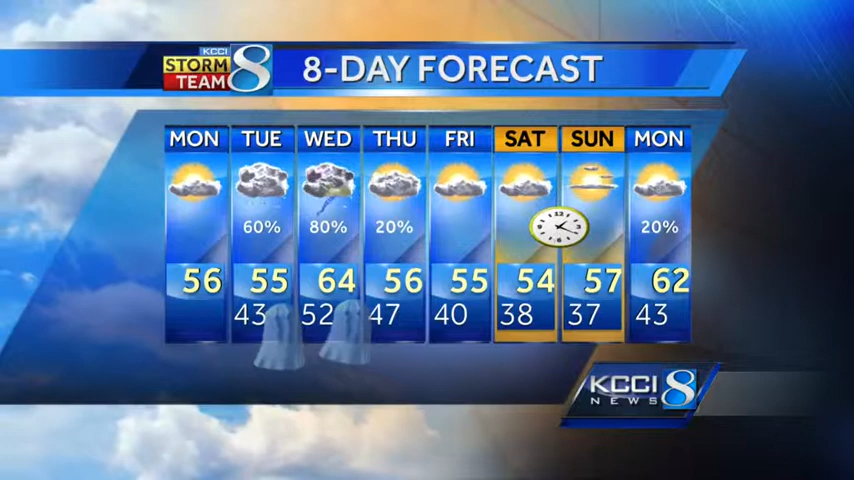 KCCI
STORM
TEAM 8
8-DAY FORECAST
MON TUE WED THU FRI SAT SUN MON
60% 80% 20% 20%
56 55 64 56 55 54 57 62
43 52 47 40 38 37 43
KCCI 8
NEWS